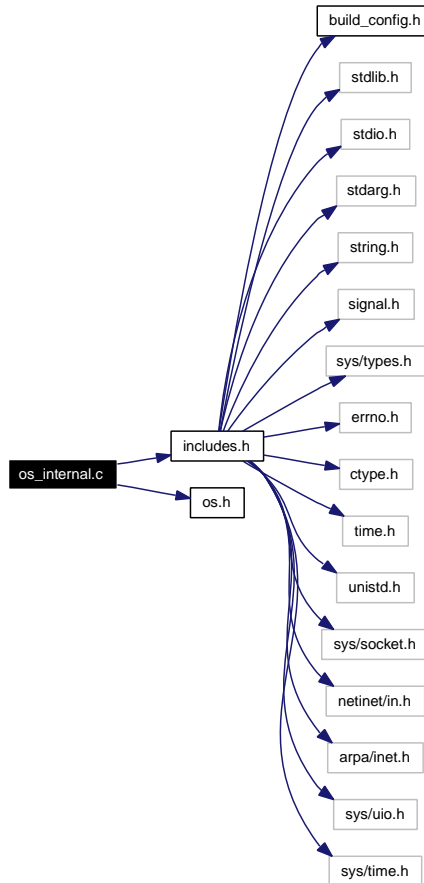 build_config.h
stdlib.h
stdio.h
stdarg.h
string.h
signal.h
sys/types.h
errno.h
includes.h
ctype.h
os_internal.c
os.h
time.h
unistd.h
sys/socket.h
netinet/in.h
arpa/inet.h
sys/uio.h
sys/time.h